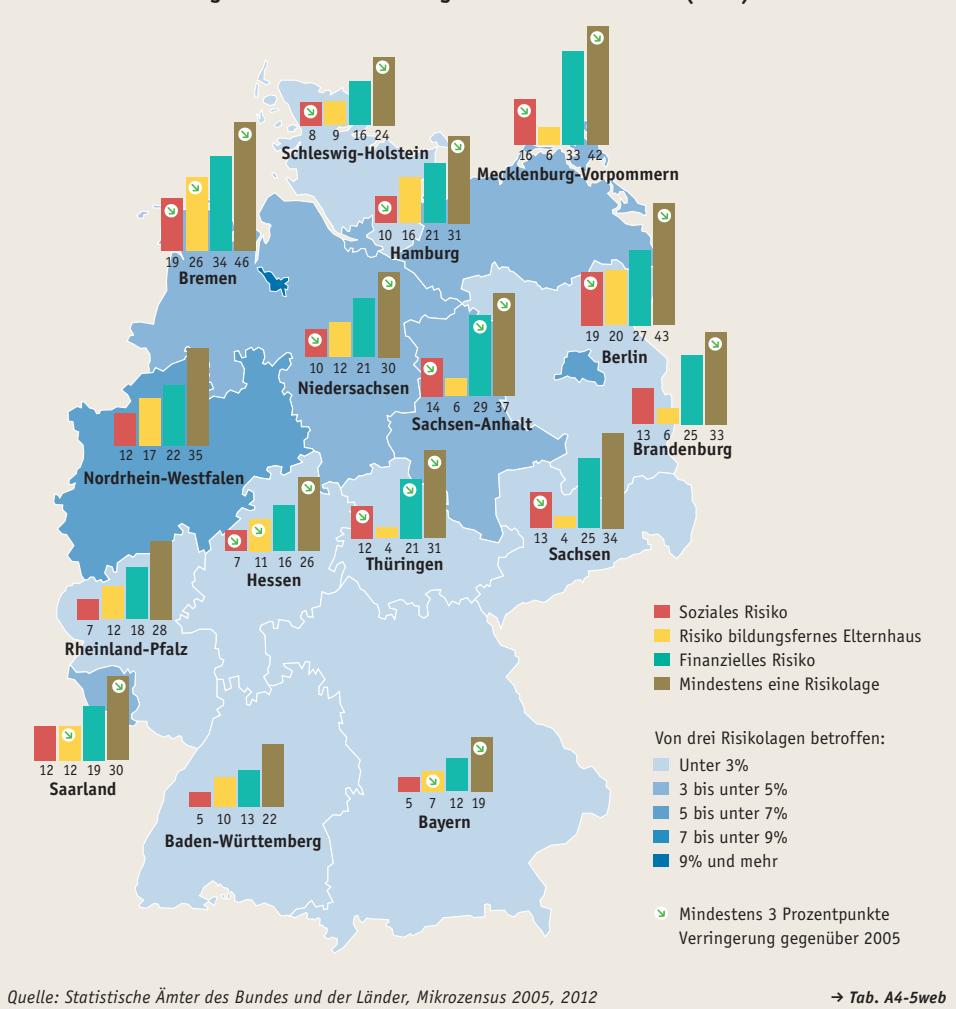 8 9 16 24
Schleswig-Holstein
16 6 33 42
Mecklenburg-Vorpommern
10 16 21 31
Hamburg
19 26 34 46
Bremen
19 20 27 43
Berlin
10 12 21 30
Niedersachsen
14 6 29 37
Sachsen-Anhalt
13 6 25 33
Brandenburg
12 17 22 35
Nordrhein-Westfalen
7 11 16 26
Hessen
12 4 21 31
Thüringen
13 4 25 34
Sachsen
7 12 18 28
Rheinland-Pfalz
12 12 19 30
Saarland
5 10 13 22
Baden-Württemberg
5 7 12 19
Bayern
Soziales Risiko
Risiko bildungsfernes Elternhaus
Finanzielles Risiko
Mindestens eine Risikolage
Von drei Risikolagen betroffen:
Unter 3%
3 bis unter 5%
5 bis unter 7%
7 bis unter 9%
9% und mehr
Mindestens 3 Prozentpunkte
Verringerung gegenüber 2005
Quelle: Statistische Ämter des Bundes und der Länder, Mikrozensus 2005, 2012
→ Tab. A4-5web